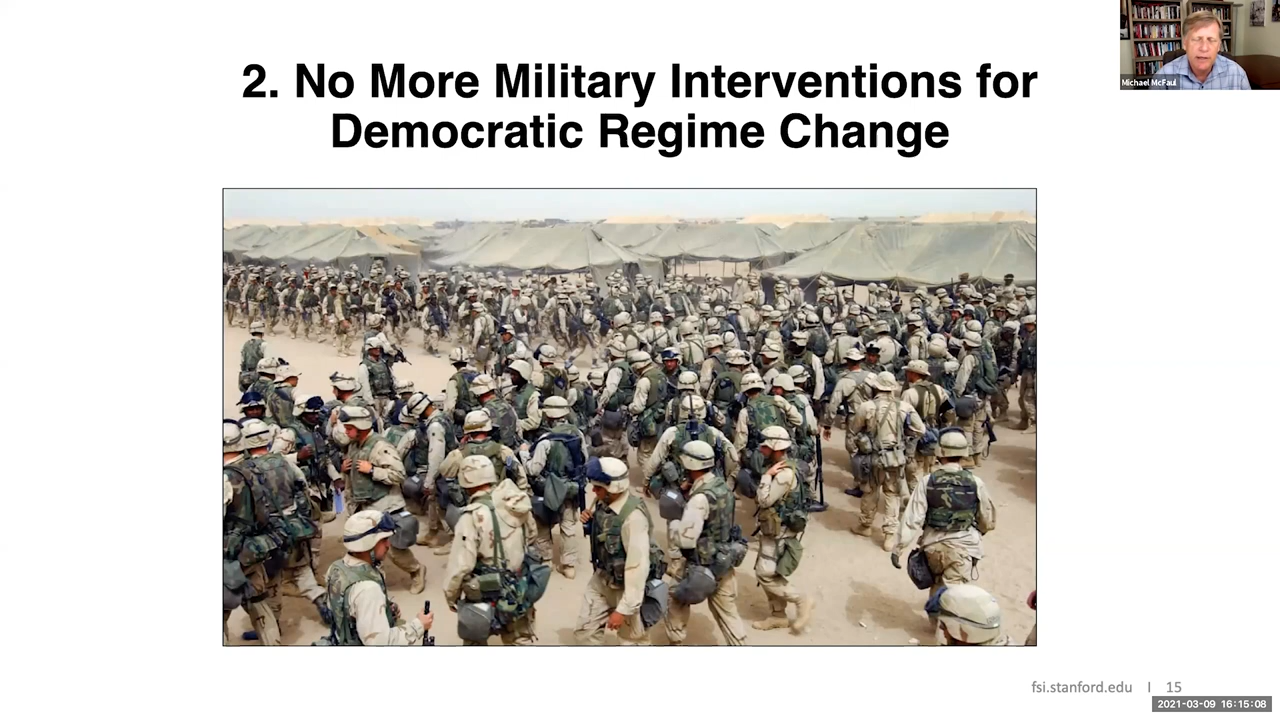 Michael McFaul
2. No More Military Interventions for
Democratic Regime Change
fsi.stanford.edu I 15
2021-03-09 16:15:08